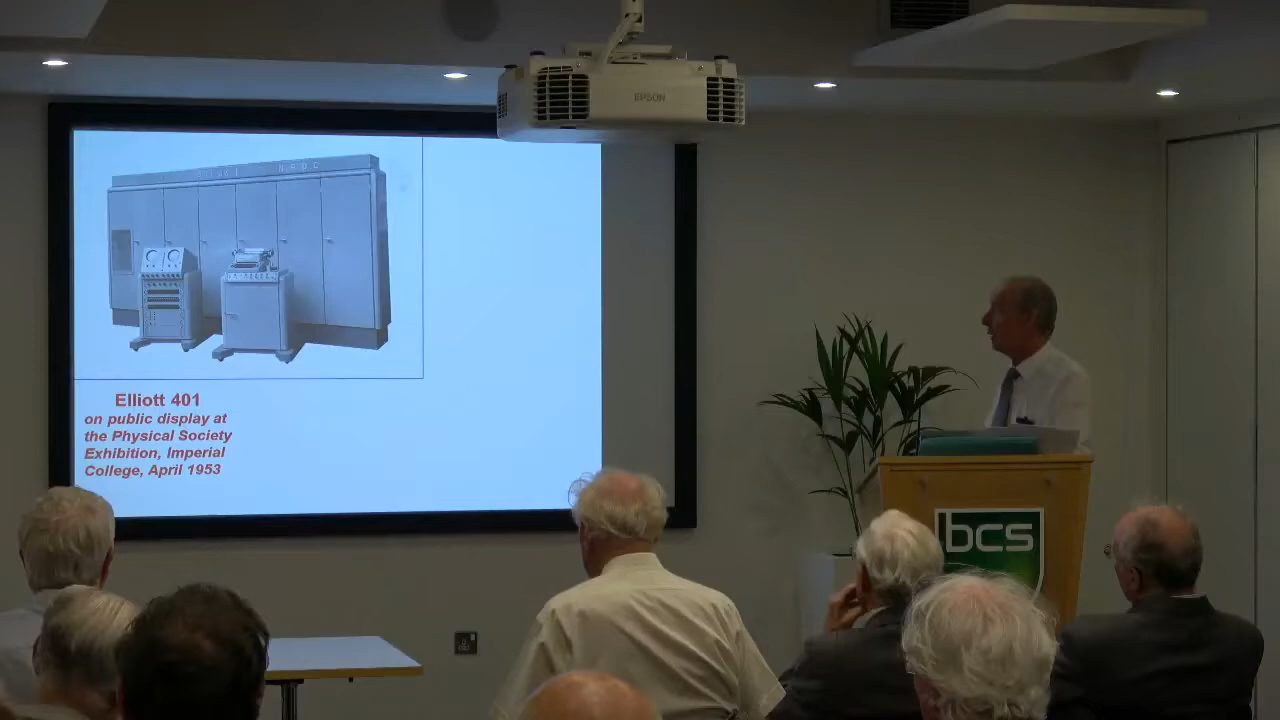 EPSON
Elliott 401
on public display at
the Physical Society
Exhibition, Imperial
College, April 1953
bcs